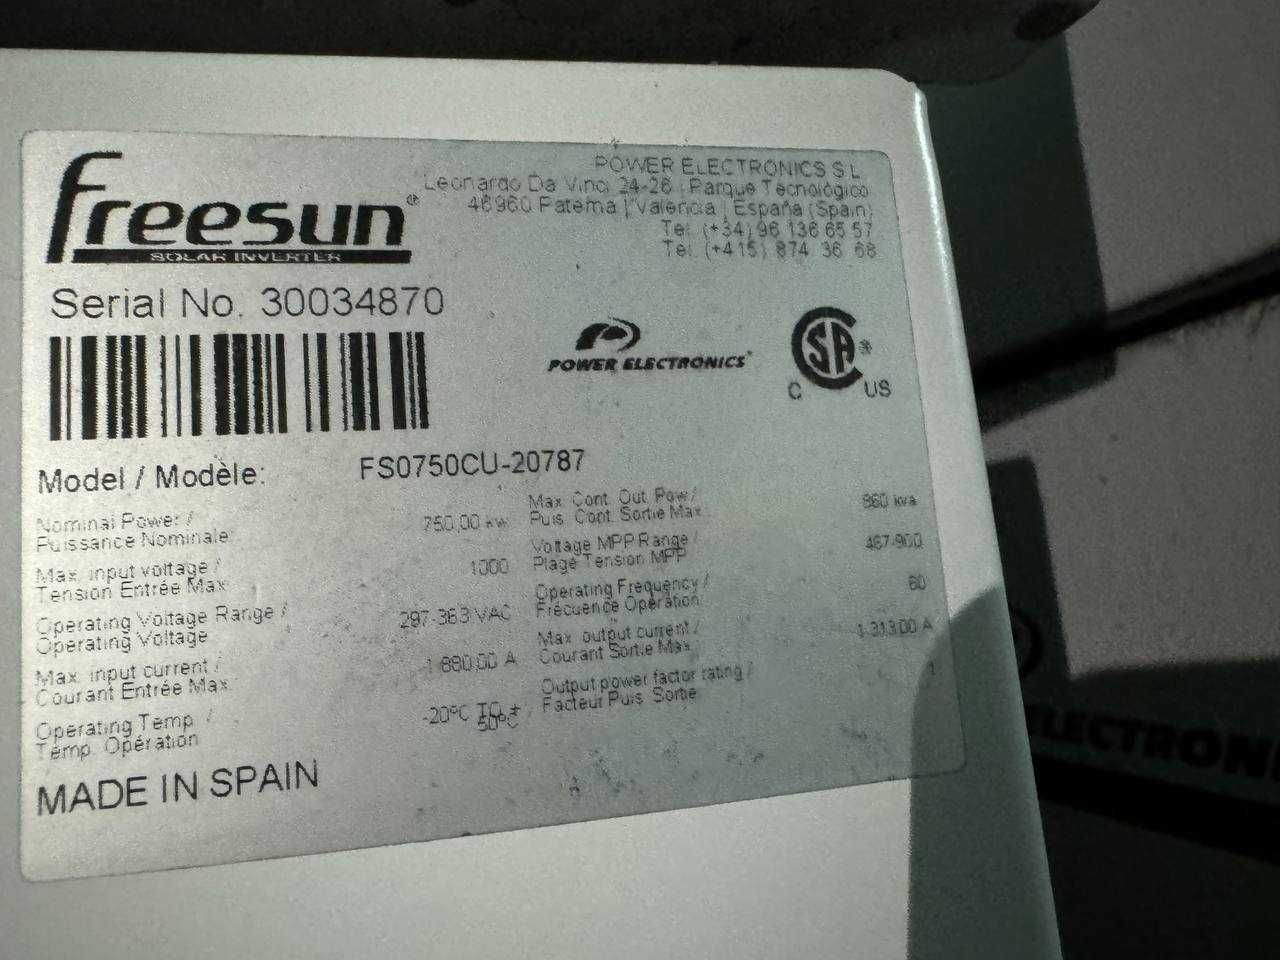 freesun®
SOLAR INVERTER
POWER ELECTRONICS S L
Leonardo Da Vinci 24-26 | Parque Tecnológico
46960 Paterna | Valencia | España (Spain)
Tel. (+34) 96 136 65 57
Tel. (+415) 874 36 68
Serial No. 30034870
POWER ELECTRONICS®
CSA®
C US
Model / Modèle: FS0750CU-20787
Nominal Power / 750.00 kW
Puissance Nominale
Max. input voltage / 1000
Tension Entrée Max
Operating Voltage Range / 297-363 VAC
Operating Voltage
Max. input current / 1 880.00 A
Courant Entrée Max.
Operating Temp / -20ºC TO +
Temp. Opération 50ºC
Max. Cont. Out. Pow / 860 kva
Puis. Cont. Sortie Max.
Voltage MPP Range / 467-900
Plage Tension MPP
Operating Frequency / 60
Frécuence Opération
Max. output current / 1 313.00 A
Courant Sortie Max.
Output power factor rating / 1
Facteur Puis. Sortie
MADE IN SPAIN
ELECTRON